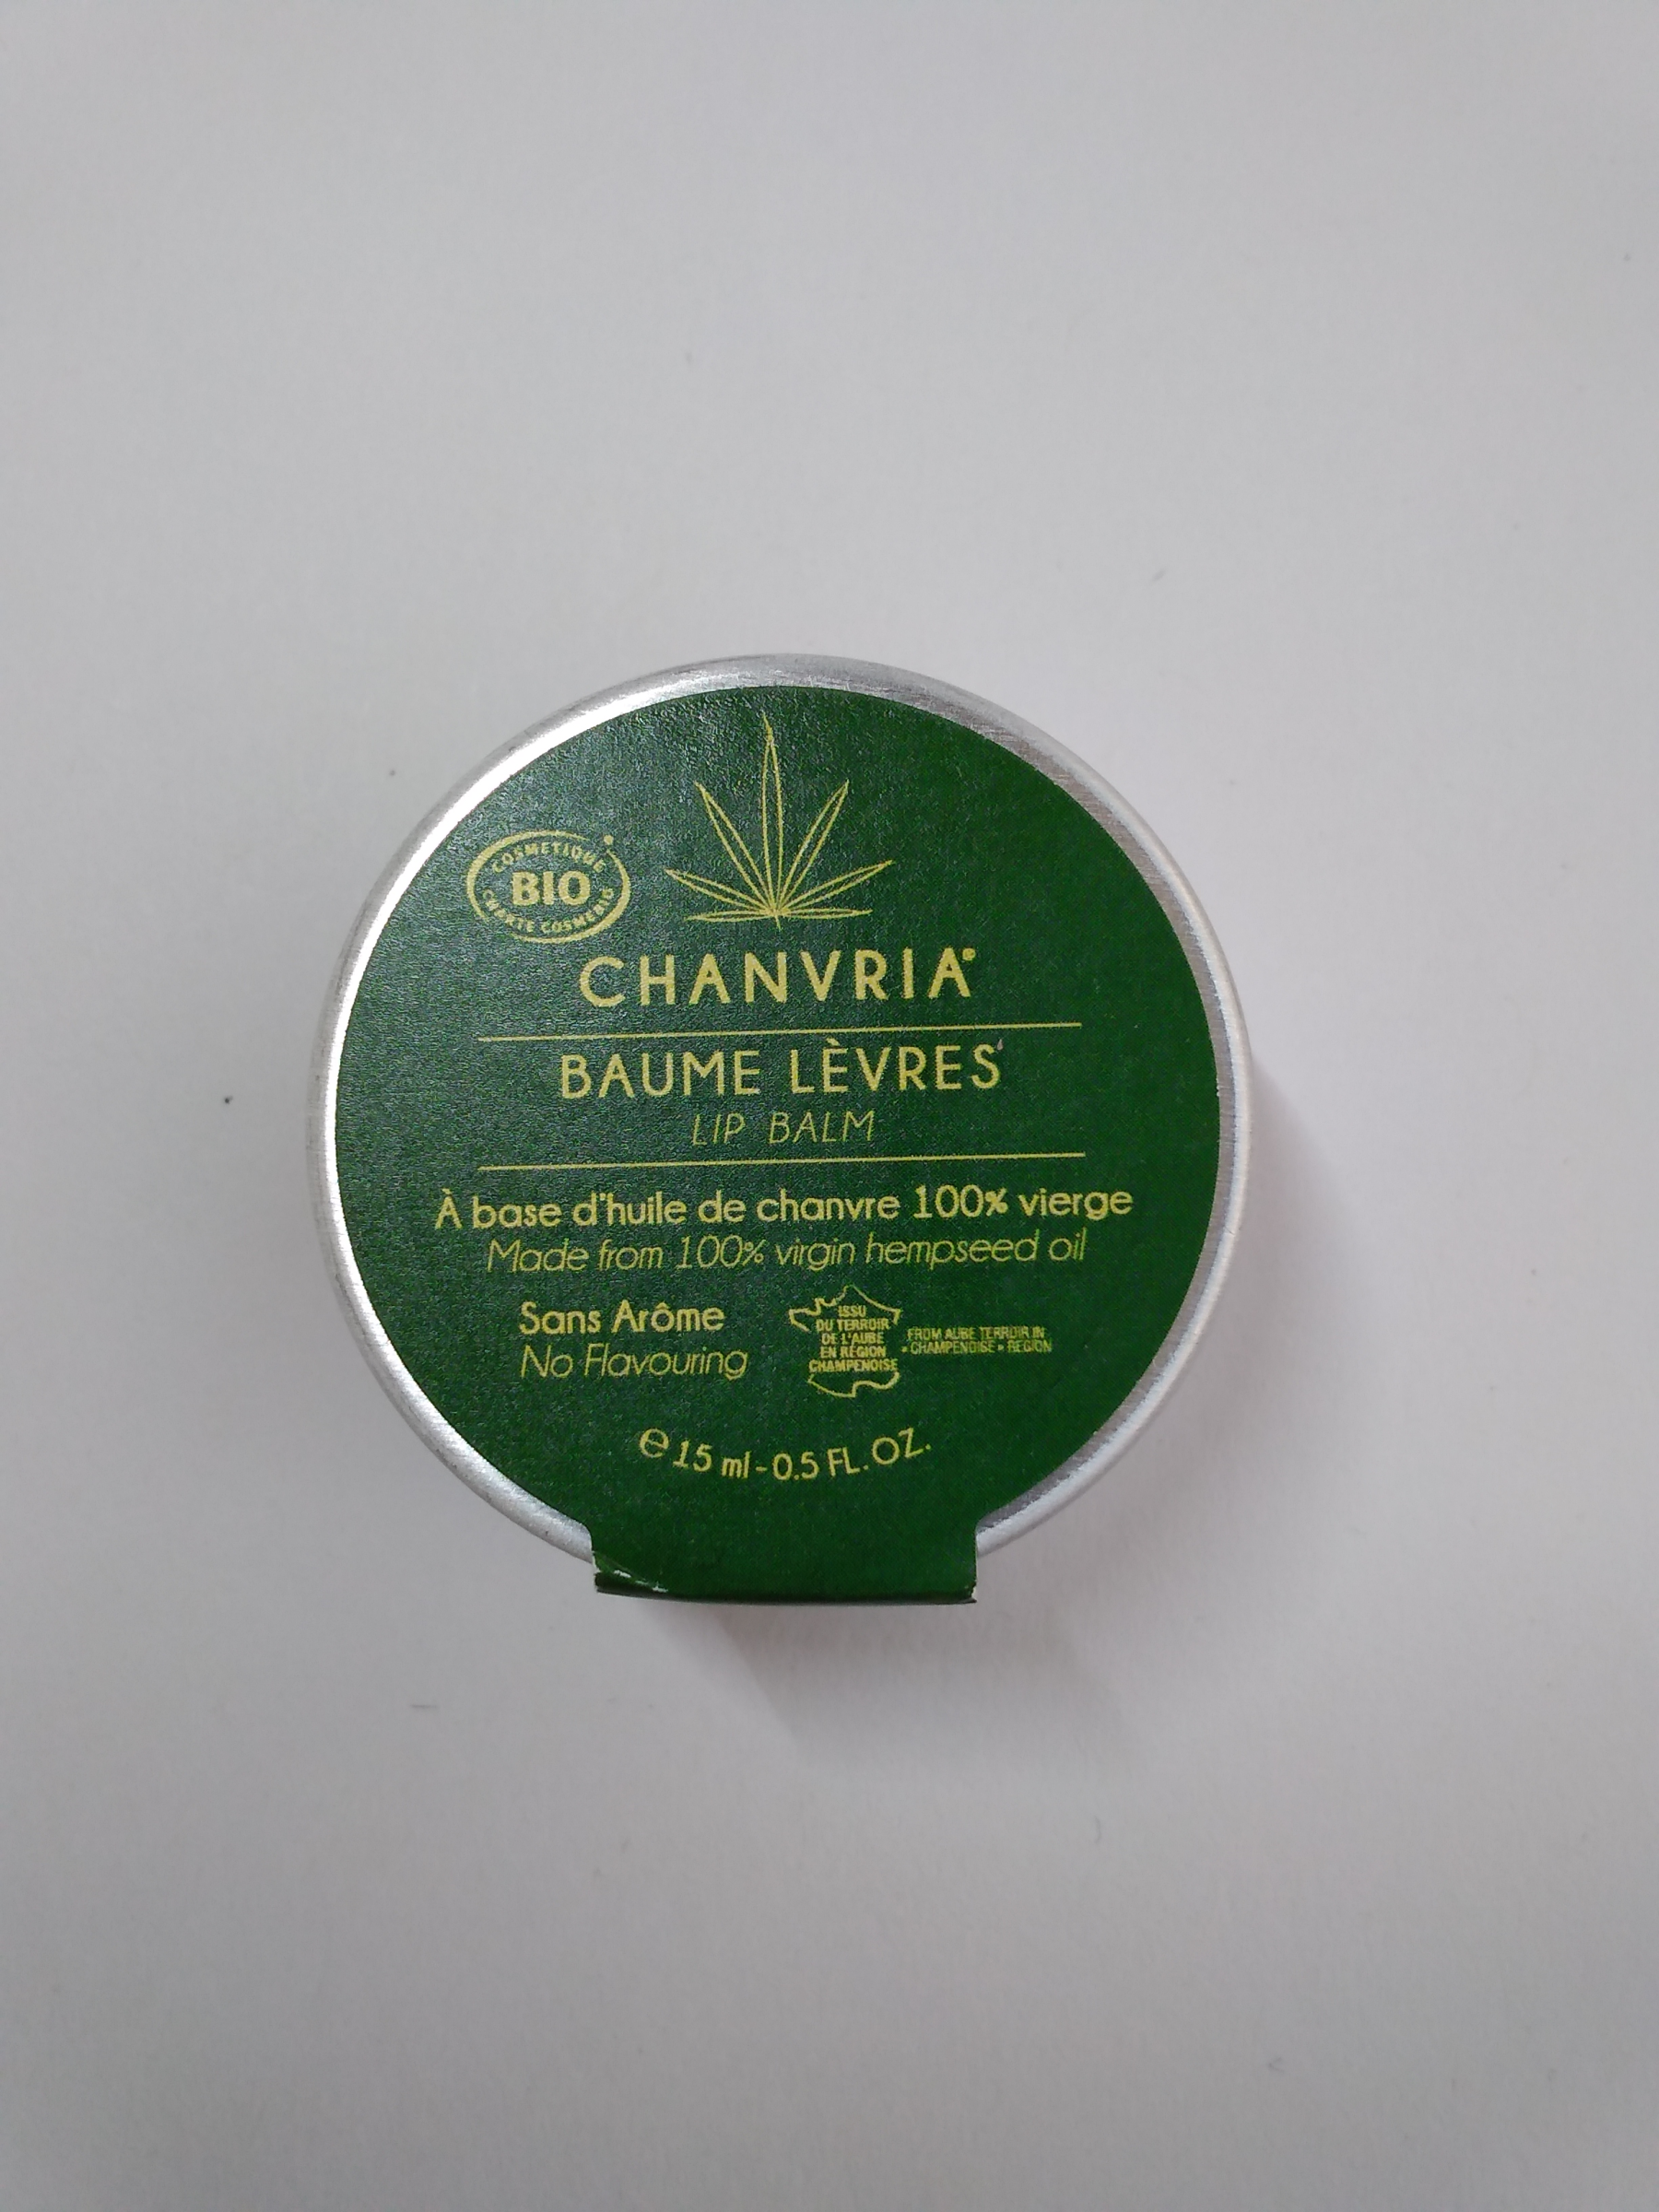 COSMETIQUE
BIO
CHARTE COSMEBIO
CHANVRIA®
BAUME LÈVRES
LIP BALM
À base d'huile de chanvre 100% vierge
Made from 100% virgin hempseed oil
Sans Arôme
No Flavouring
ISSU
DU TERROIR
DE L'AUBE
EN RÉGION
CHAMPENOISE
FROM AUBE TERROIR IN
« CHAMPENOISE » REGION
℮ 15 ml - 0.5 FL. OZ.